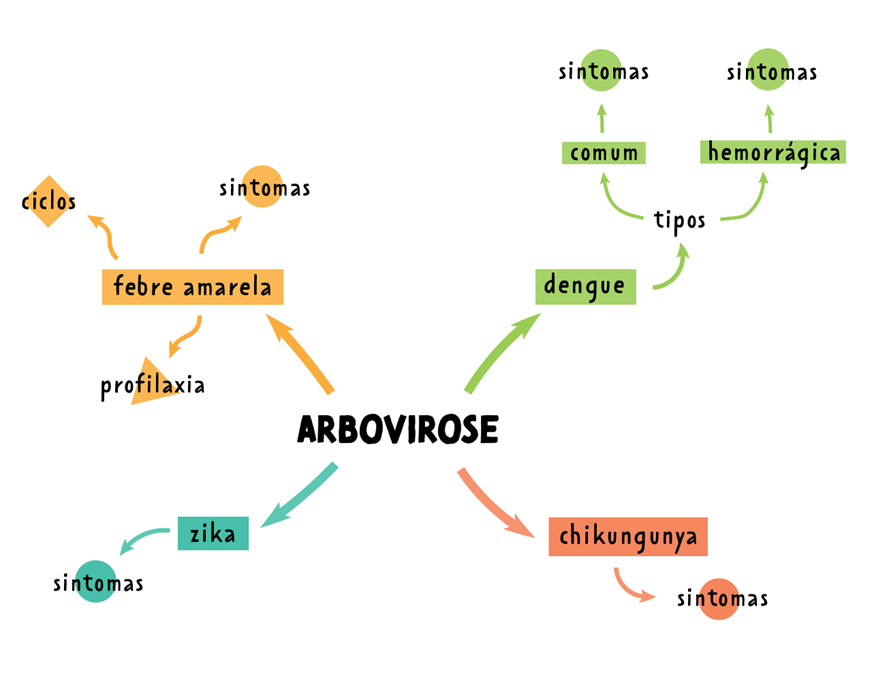 sintomas
sintomas
comum
hemorrágica
tipos
dengue
sintomas
ciclos
febre amarela
profilaxia
ARBOVIROSE
zika
sintomas
chikungunya
sintomas